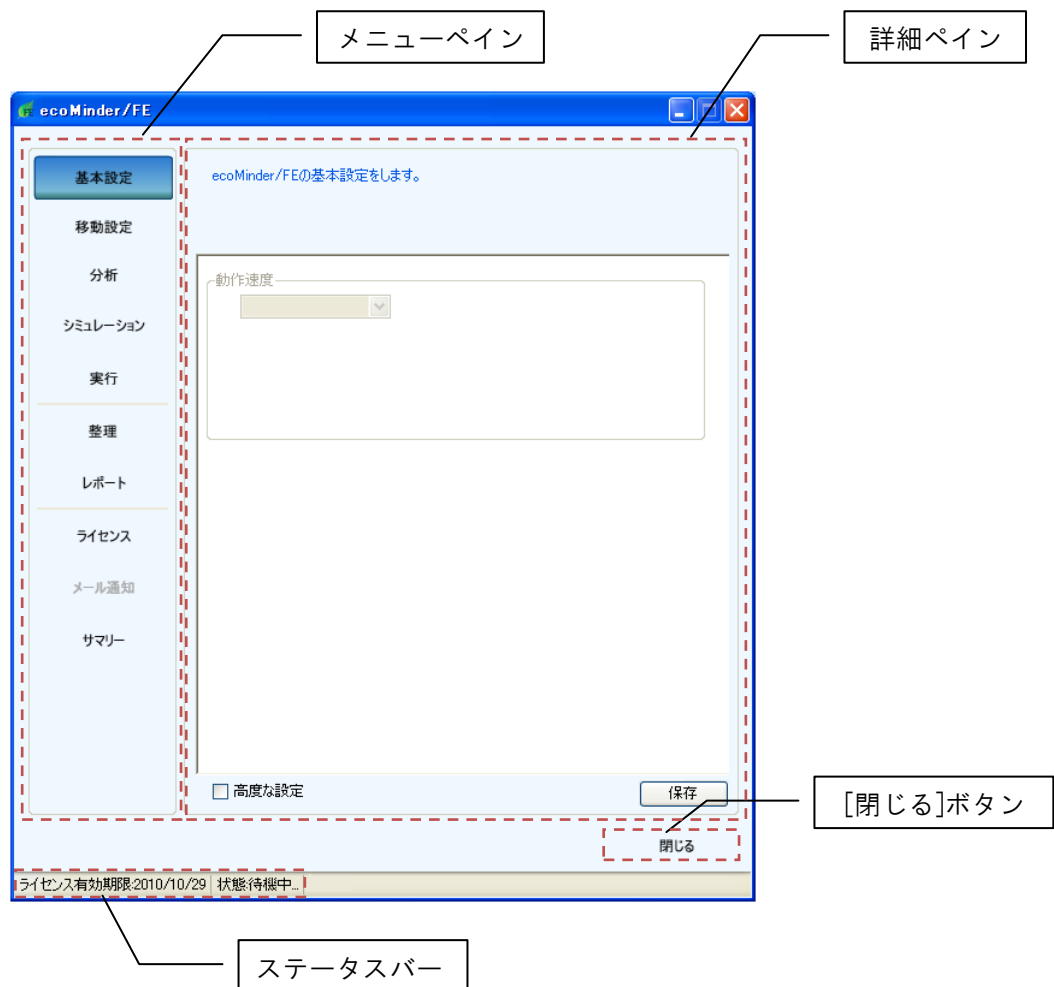 メニューペイン
詳細ペイン
ecoMinder/FE
基本設定
移動設定
分析
シミュレーション
実行
整理
レポート
ライセンス
メール通知
サマリー
ecoMinder/FEの基本設定をします。
動作速度
高度な設定
保存
[閉じる]ボタン
閉じる
ライセンス有効期限:2010/10/29 状態:待機中...
ステータスバー